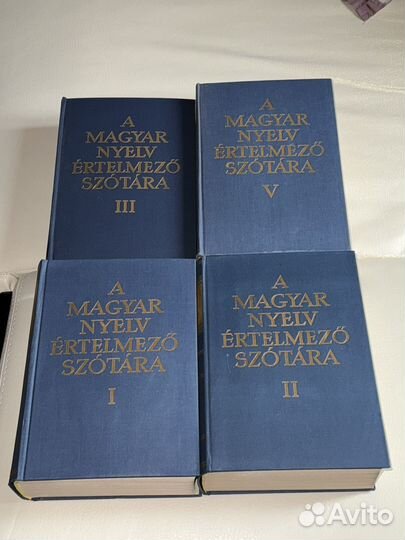 A
MAGYAR
NYELV
ÉRTELMEZŐ
SZÓTÁRA
III
A
MAGYAR
NYELV
ÉRTELMEZŐ
SZÓTÁRA
V
A
MAGYAR
NYELV
ÉRTELMEZŐ
SZÓTÁRA
I
A
MAGYAR
NYELV
ÉRTELMEZŐ
SZÓTÁRA
II
Avito